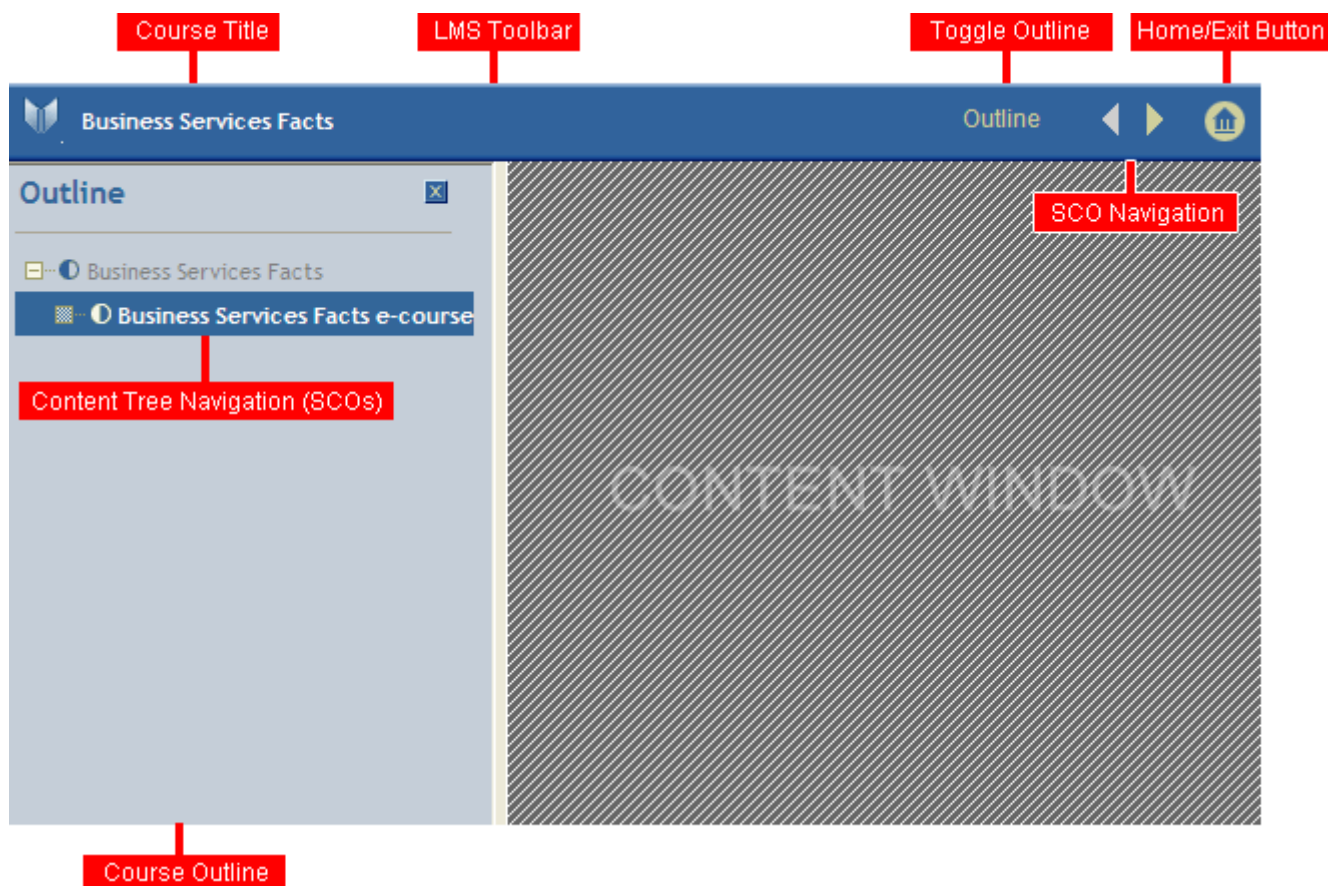 Course Title
LMS Toolbar
Toggle Outline
Home/Exit Button
Business Services Facts
Outline
Outline
SCO Navigation
Business Services Facts
Business Services Facts e-course
Content Tree Navigation (SCOs)
CONTENT WINDOW
Course Outline